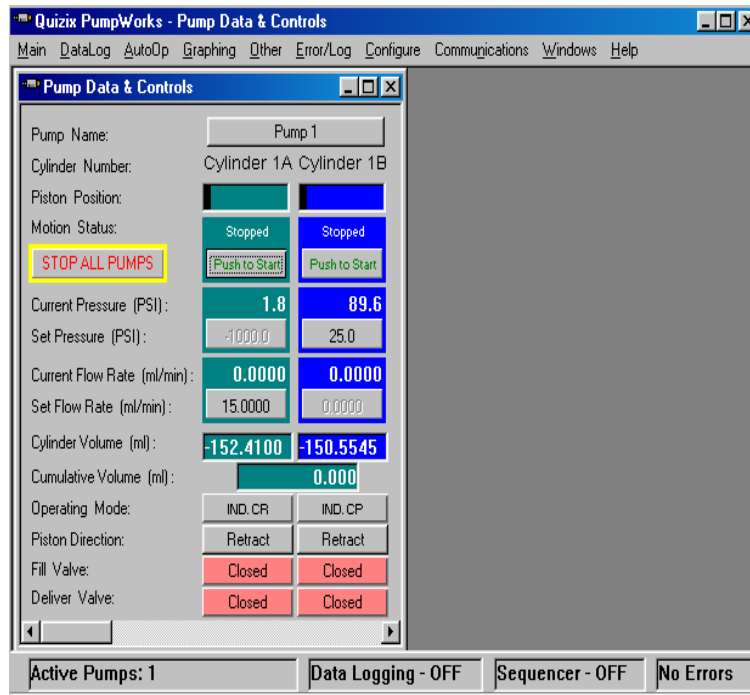 Quizix PumpWorks - Pump Data & Controls
Main DataLog AutoOp Graphing Other Error/Log Configure Communications Windows Help
Pump Data & Controls
Pump Name: Pump 1
Cylinder Number: Cylinder 1A Cylinder 1B
Piston Position:
Motion Status: Stopped Stopped
STOP ALL PUMPS Push to Start Push to Start
Current Pressure (PSI) : 1.8 89.6
Set Pressure (PSI) : -1000.0 25.0
Current Flow Rate (ml/min) : 0.0000 0.0000
Set Flow Rate (ml/min) : 15.0000 0.0000
Cylinder Volume (ml) : -152.4100 -150.5545
Cumulative Volume (ml) : 0.000
Operating Mode: IND. CR IND. CP
Piston Direction: Retract Retract
Fill Valve: Closed Closed
Deliver Valve: Closed Closed
Active Pumps: 1 Data Logging - OFF Sequencer - OFF No Errors